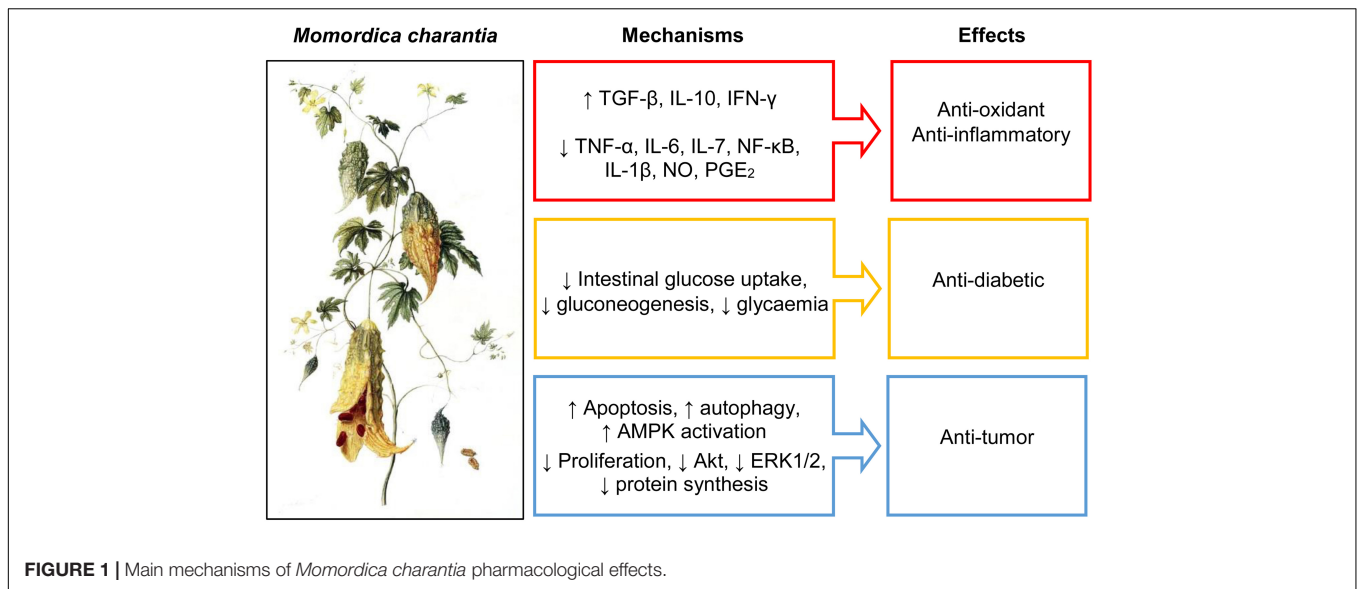 Momordica charantia
Mechanisms
Effects
↑ TGF-β, IL-10, IFN-γ
↓ TNF-α, IL-6, IL-7, NF-κB,
IL-1β, NO, PGE₂
Anti-oxidant
Anti-inflammatory
↓ Intestinal glucose uptake,
↓ gluconeogenesis, ↓ glycaemia
Anti-diabetic
↑ Apoptosis, ↑ autophagy,
↑ AMPK activation
↓ Proliferation, ↓ Akt, ↓ ERK1/2,
↓ protein synthesis
Anti-tumor
FIGURE 1 | Main mechanisms of Momordica charantia pharmacological effects.